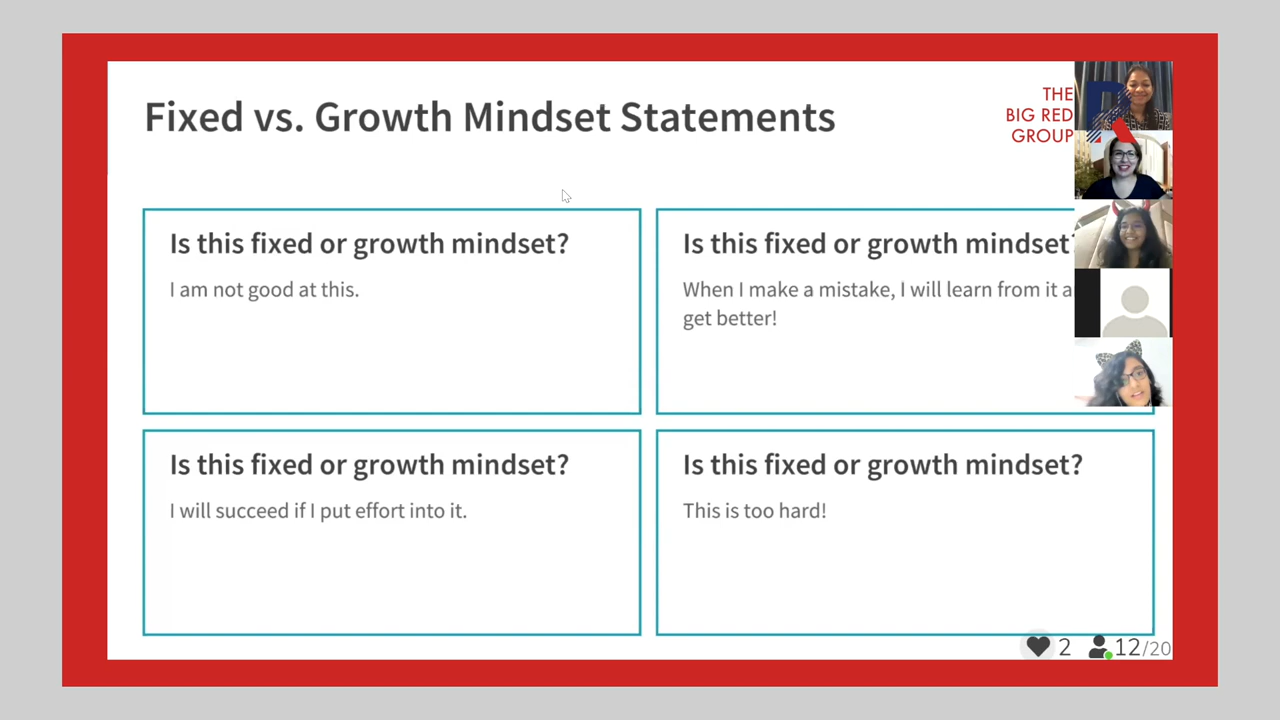 Fixed vs. Growth Mindset Statements
THE
BIG RED
GROUP
Is this fixed or growth mindset?
I am not good at this.
Is this fixed or growth mindset?
When I make a mistake, I will learn from it
get better!
Is this fixed or growth mindset?
I will succeed if I put effort into it.
Is this fixed or growth mindset?
This is too hard!
2
12/20